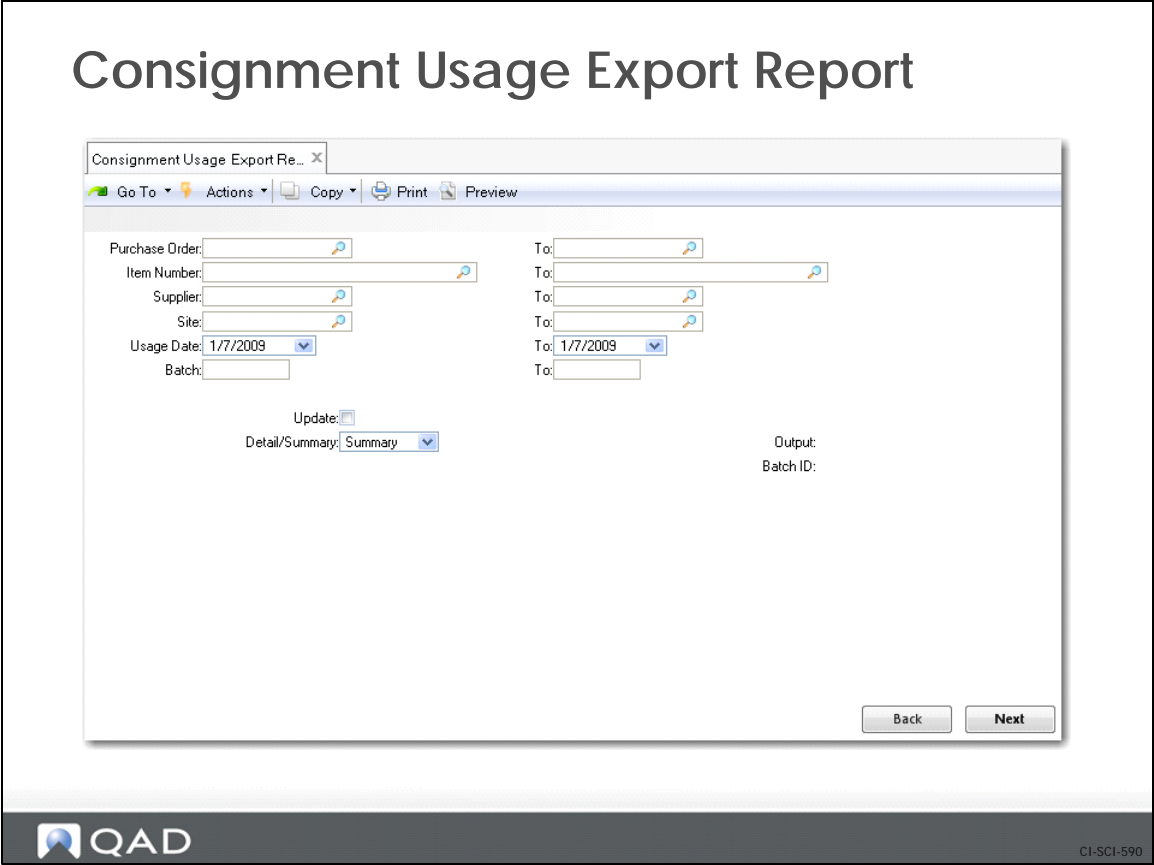 Consignment Usage Export Report
Consignment Usage Export Re...
Go To Actions Copy Print Preview
Purchase Order: To:
Item Number: To:
Supplier: To:
Site: To:
Usage Date: 1/7/2009 To: 1/7/2009
Batch: To:
Update:
Detail/Summary: Summary Output:
Batch ID:
Back Next
QAD
CI-SCI-590